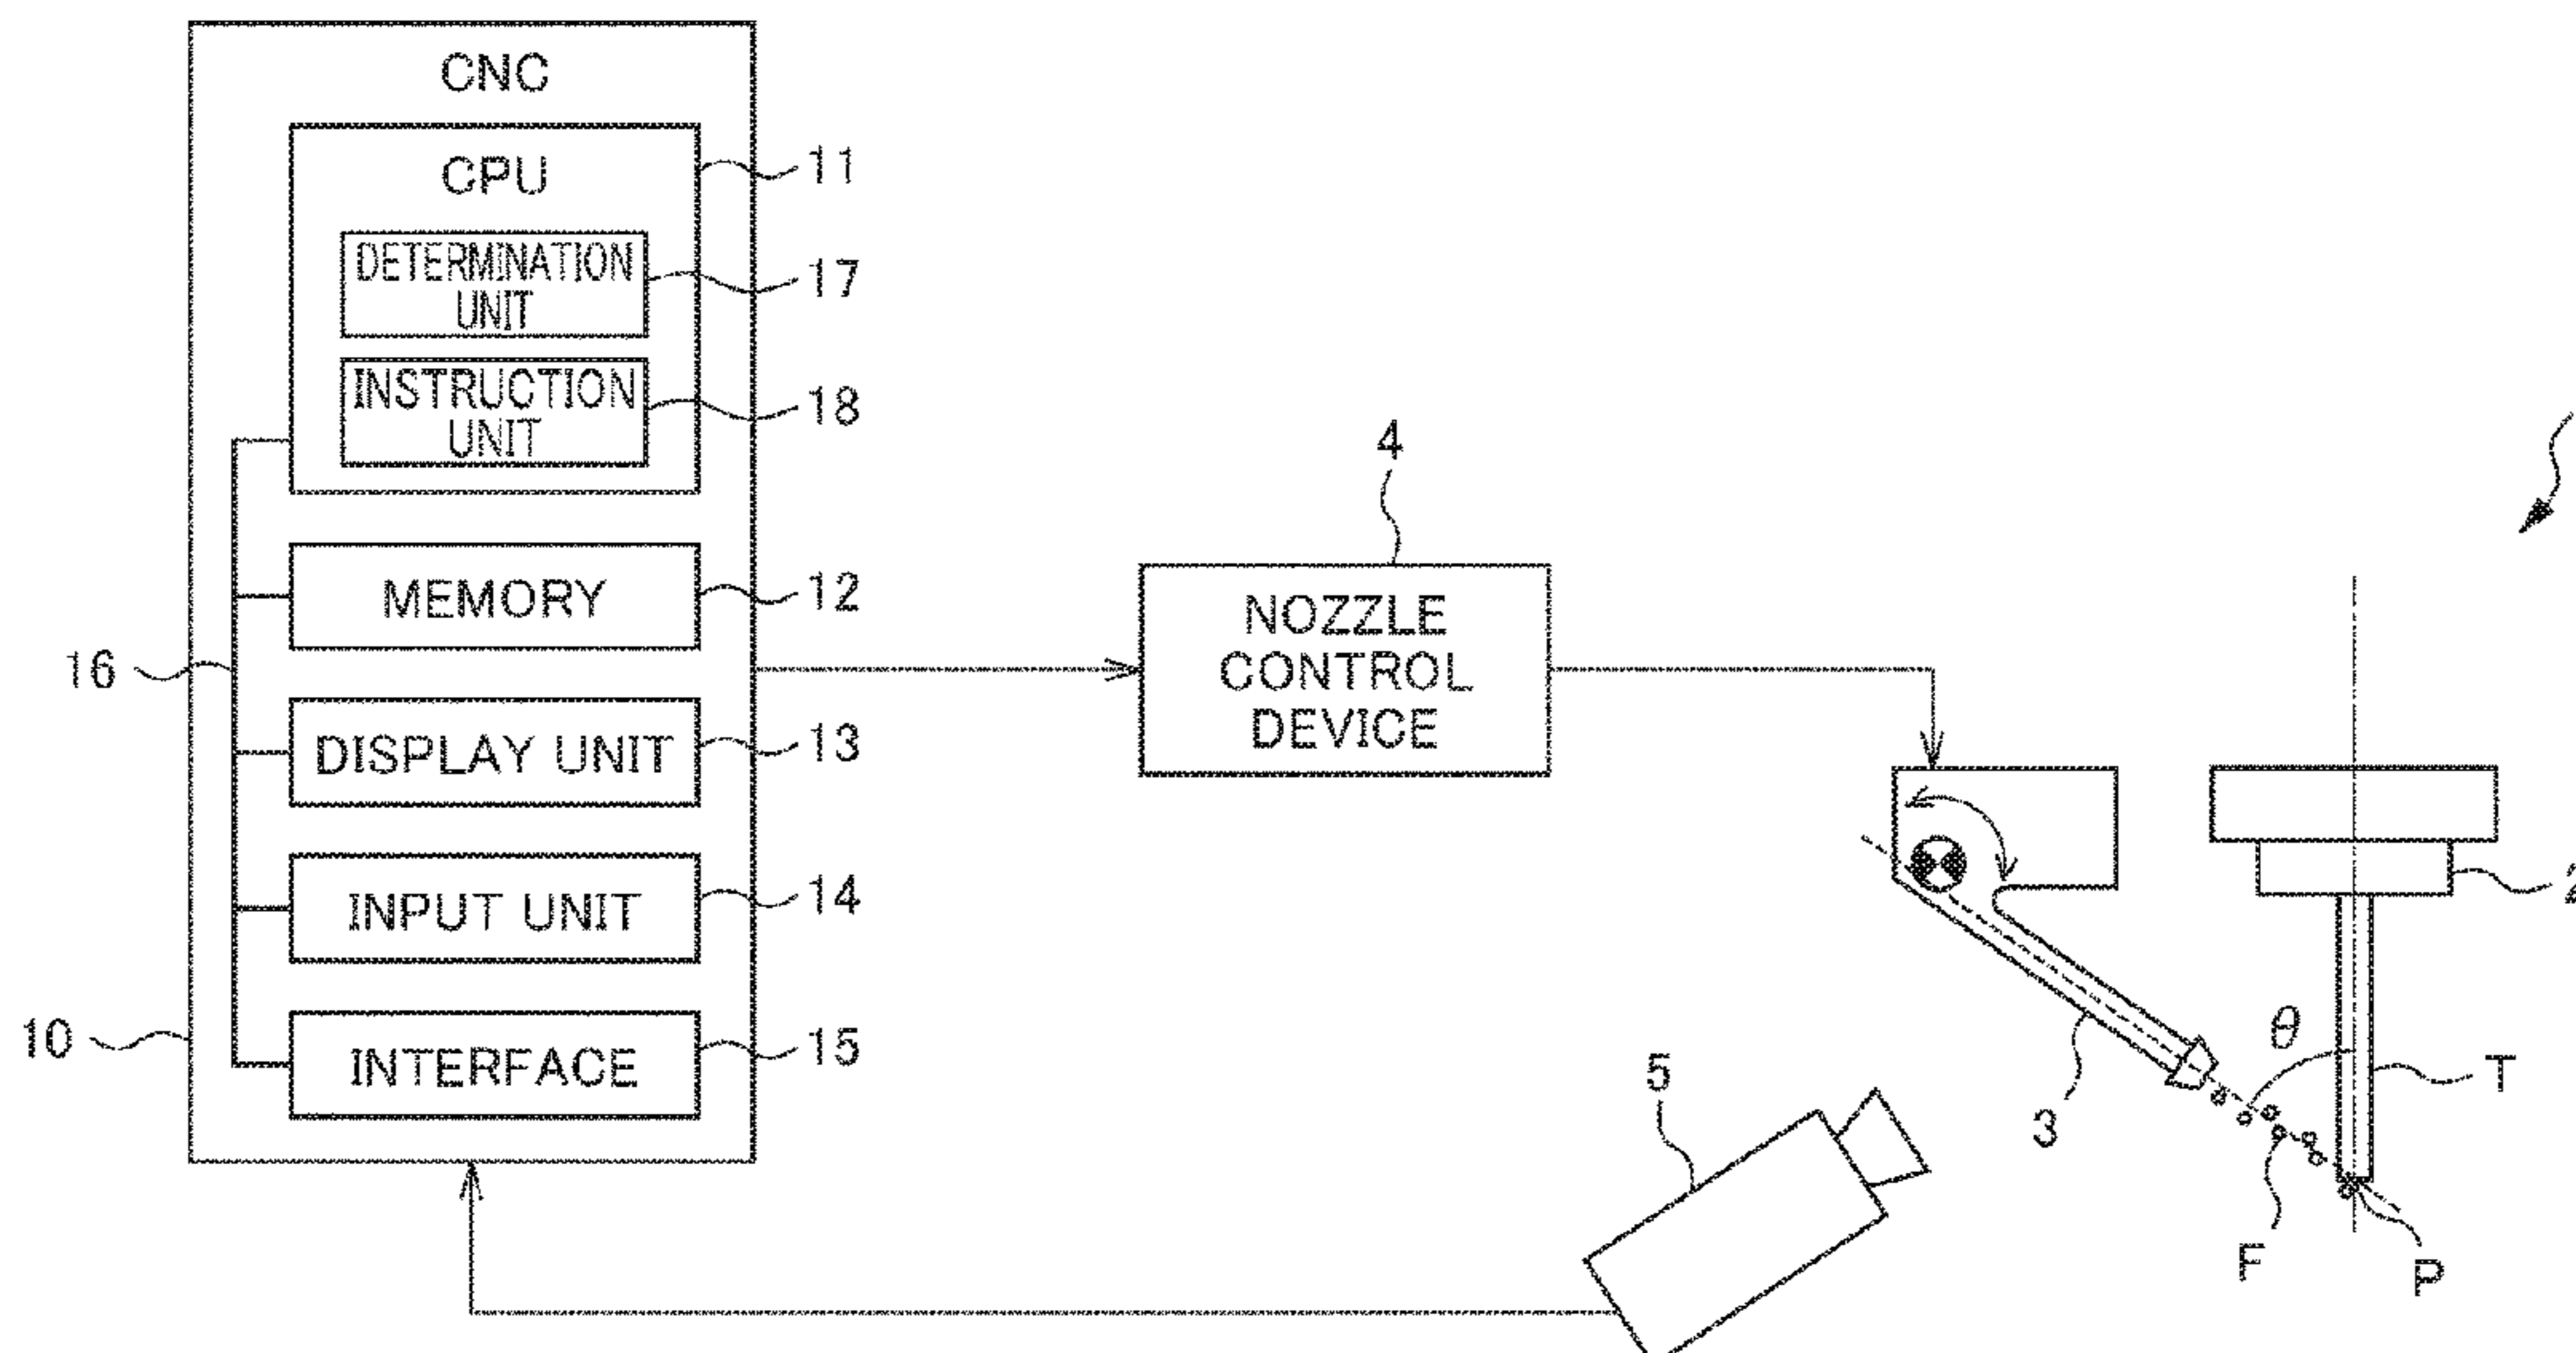 CNC
CPU
11
DETERMINATION
UNIT
17
INSTRUCTION
UNIT
18
4
MEMORY
12
NOZZLE
CONTROL
DEVICE
16
DISPLAY UNIT
13
INPUT UNIT
14
2
10
INTERFACE
15
5
3
θ
T
F
P